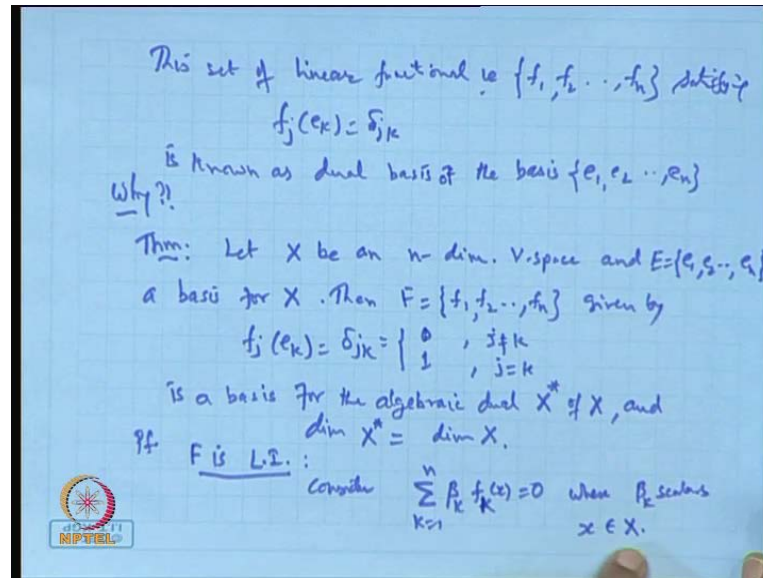 This set of linear functional ie {f₁, f₂ ..., fₙ} satisfying
fⱼ(eₖ) = δⱼₖ
is known as dual basis of the basis {e₁, e₂ .., eₙ}
Why?!
Thm: Let X be an n-dim. V. space and E = {e₁, e₂ .., eₙ}
a basis for X. Then F = {f₁, f₂ .., fₙ} given by
fⱼ(eₖ) = δⱼₖ = { 0 , j ≠ k
1 , j = k
is a basis for the algebraic dual X* of X, and
dim X* = dim X.
Pf F is L.I. :
Consider ∑ₖ₌₁ⁿ βₖ fₖ(x) = 0 where βₖ scalars
x ∈ X.
NPTEL